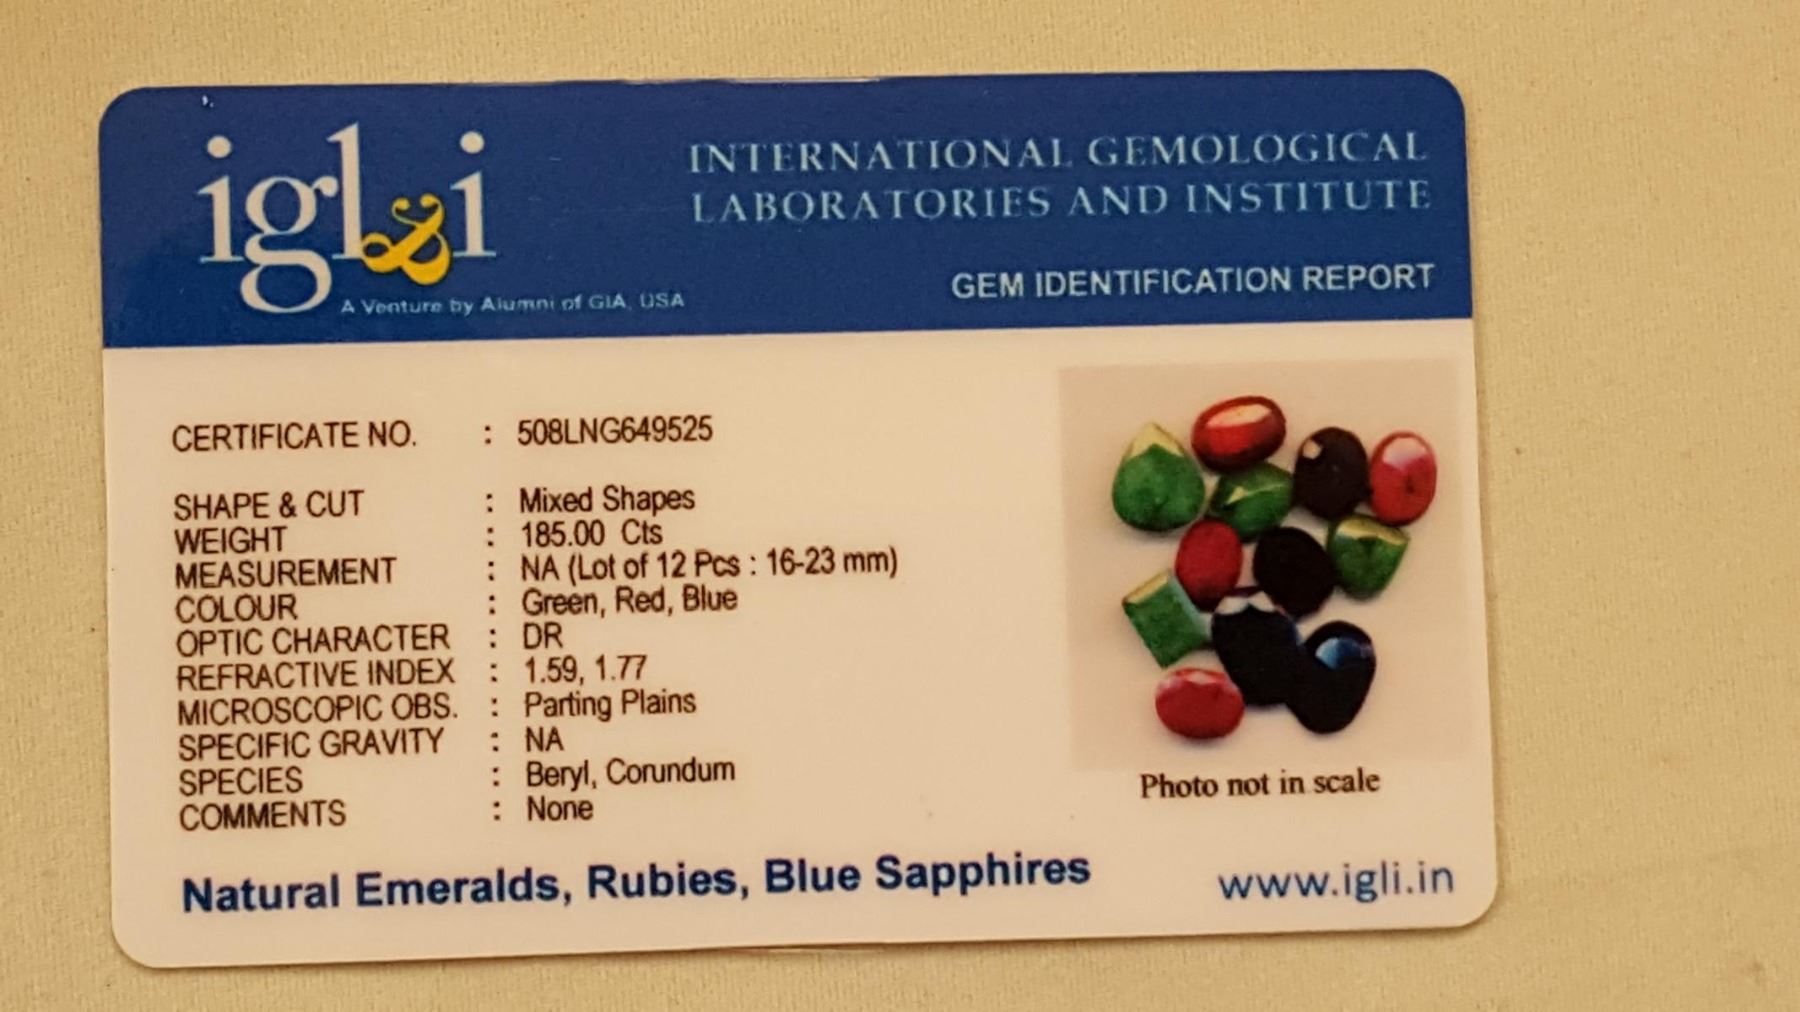 igl&i
A Venture by Alumni of GIA, USA
INTERNATIONAL GEMOLOGICAL
LABORATORIES AND INSTITUTE
GEM IDENTIFICATION REPORT
CERTIFICATE NO. : 508LNG649525
SHAPE & CUT : Mixed Shapes
WEIGHT : 185.00 Cts
MEASUREMENT : NA (Lot of 12 Pcs : 16-23 mm)
COLOUR : Green, Red, Blue
OPTIC CHARACTER : DR
REFRACTIVE INDEX : 1.59, 1.77
MICROSCOPIC OBS. : Parting Plains
SPECIFIC GRAVITY : NA
SPECIES : Beryl, Corundum
COMMENTS : None
Photo not in scale
Natural Emeralds, Rubies, Blue Sapphires
www.igli.in